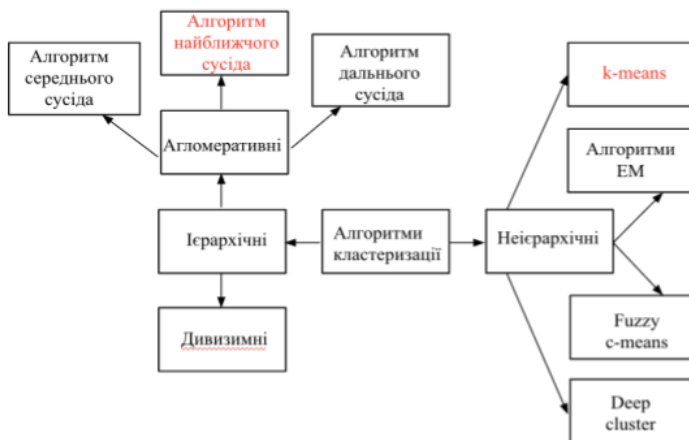 Алгоритм
середнього
сусіда
Алгоритм
найближчого
сусіда
Алгоритм
дальнього
сусіда
k-means
Агломеративні
Алгоритми
EM
Ієрархічні
Алгоритми
кластеризації
Неієрархічні
Дивизимні
Fuzzy
c-means
Deep
cluster